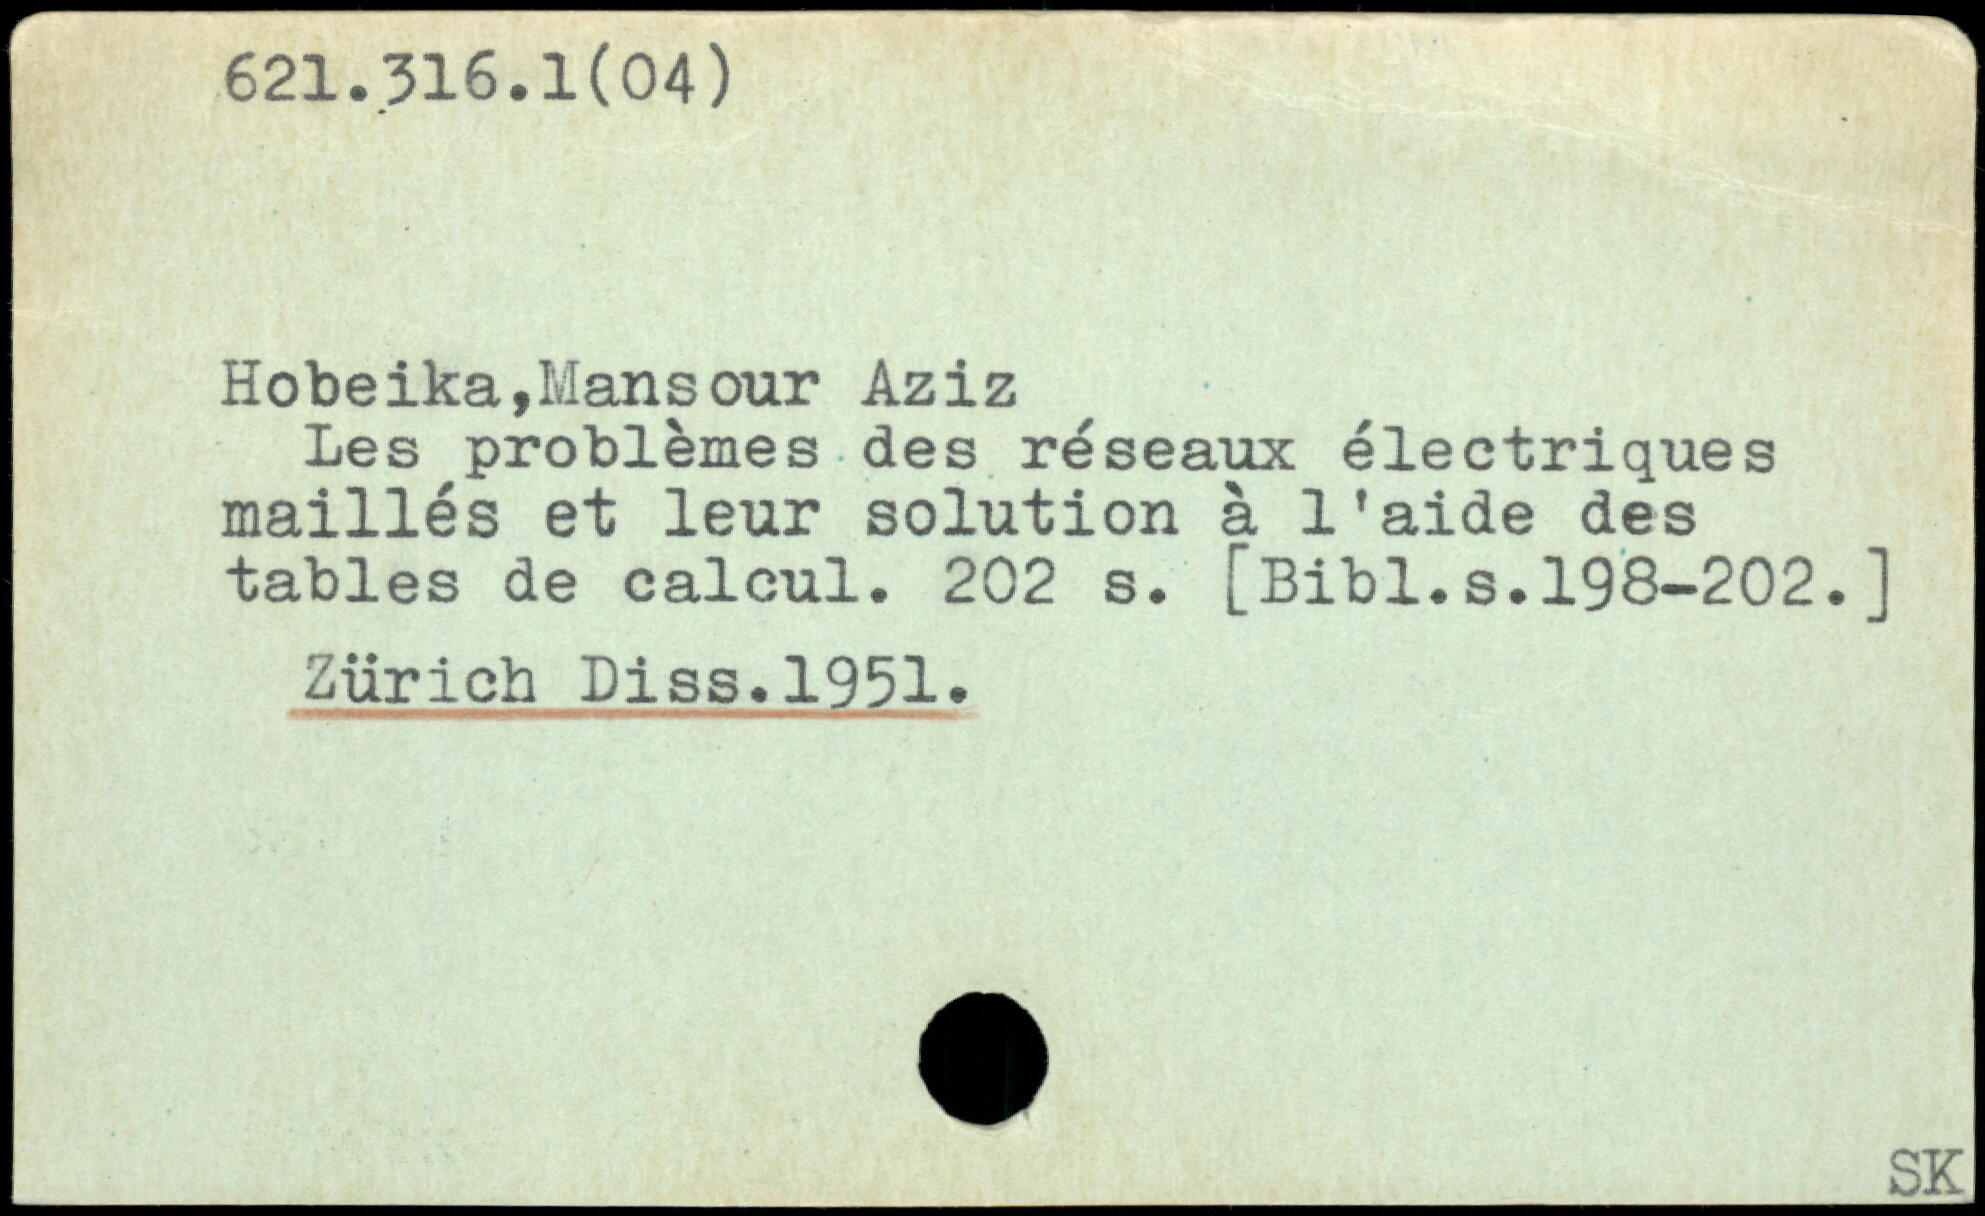 621.316.1(04)
Hobeika,Mansour Aziz
Les problèmes des réseaux électriques
maillés et leur solution à l'aide des
tables de calcul. 202 s. [Bibl.s.198-202.]
Zürich Diss.1951.
SK